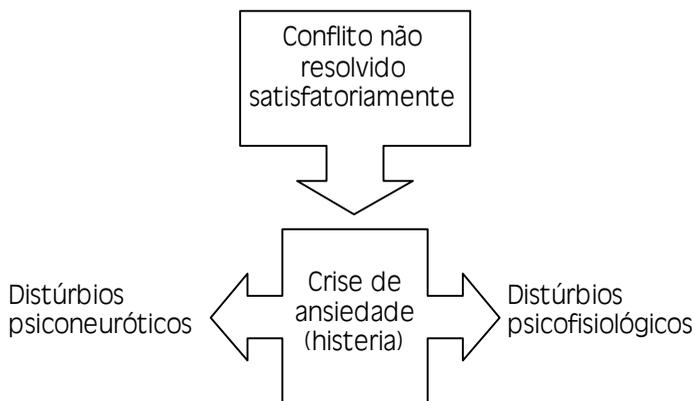 Conflito não
resolvido
satisfatoriamente
Distúrbios
psiconeuróticos
Crise de
ansiedade
(histeria)
Distúrbios
psicofisiológicos